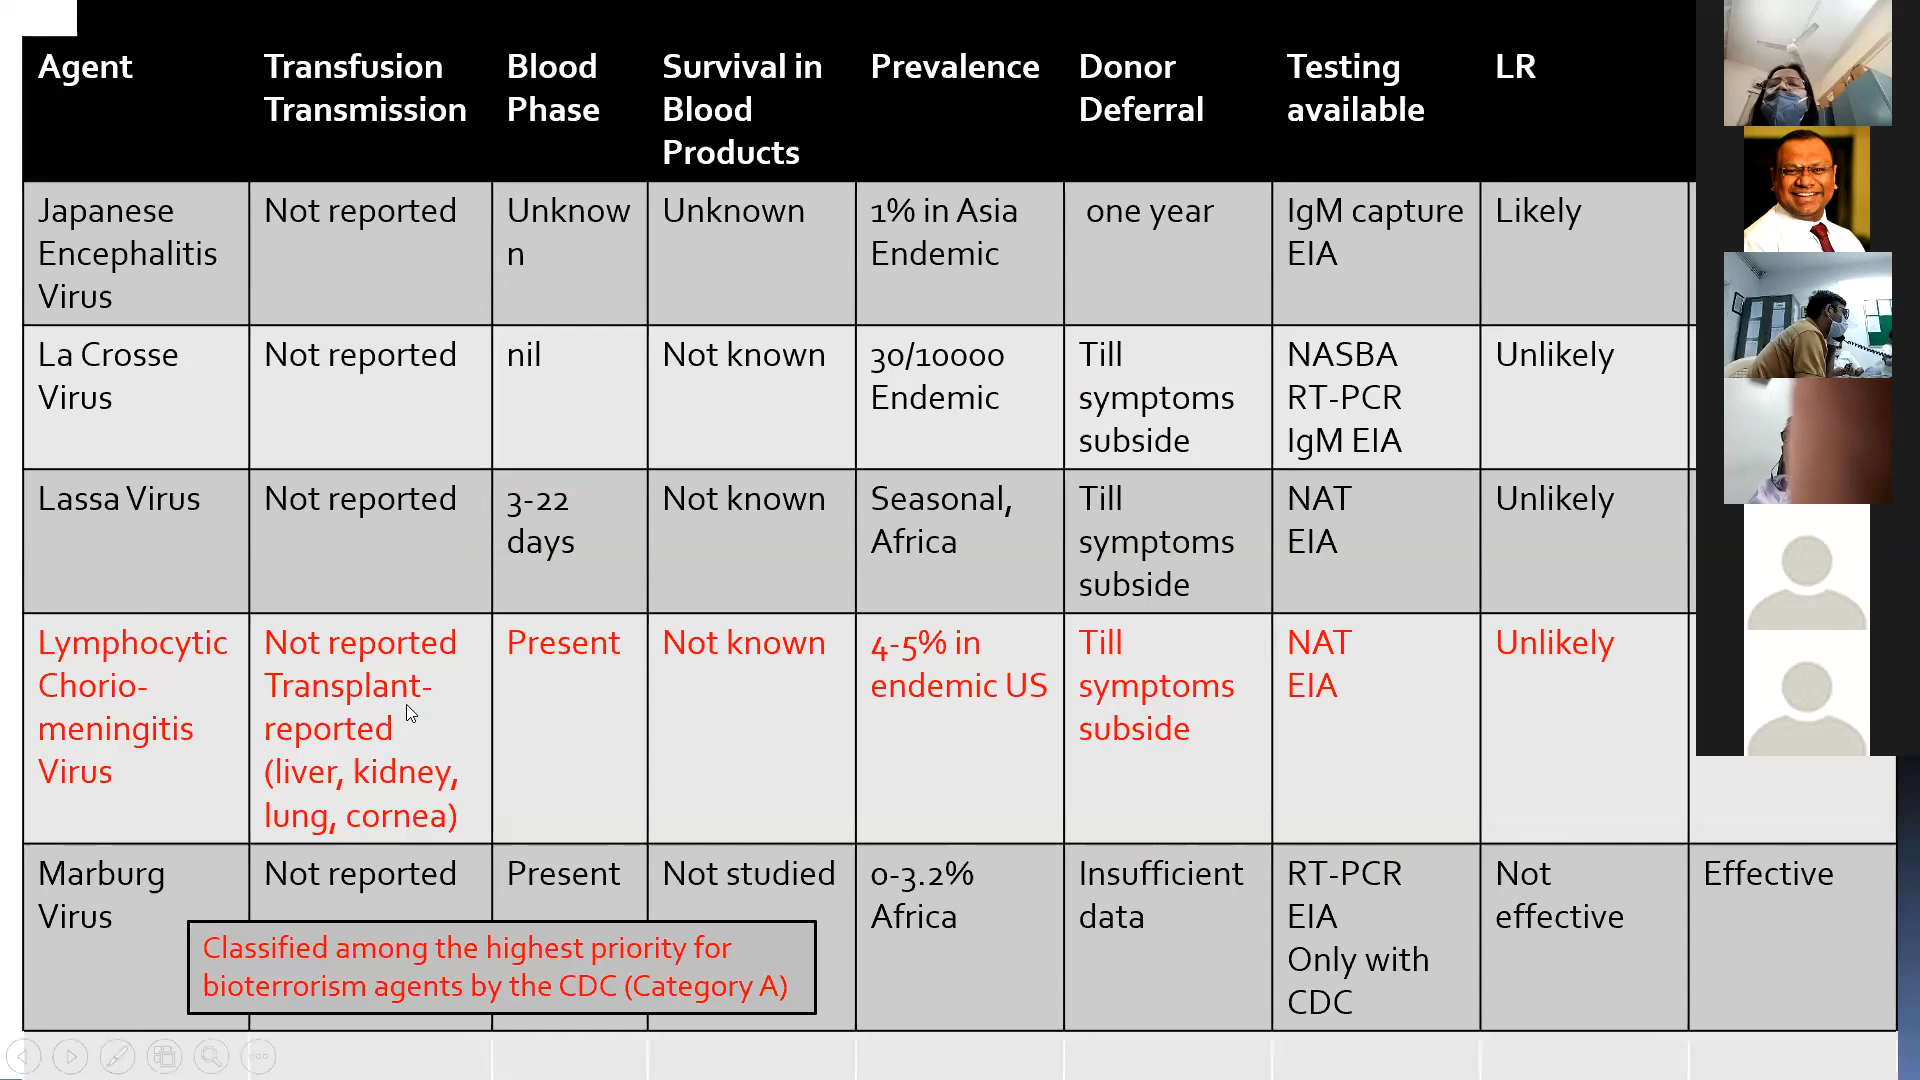 Agent
Transfusion
Transmission
Blood
Phase
Survival in
Blood
Products
Prevalence
Donor
Deferral
Testing
available
LR
Japanese
Encephalitis
Virus
Not reported
Unknow
n
Unknown
1% in Asia
Endemic
one year
IgM capture
EIA
Likely
La Crosse
Virus
Not reported
nil
Not known
30/10000
Endemic
Till
symptoms
subside
NASBA
RT-PCR
IgM EIA
Unlikely
Lassa Virus
Not reported
3-22
days
Not known
Seasonal,
Africa
Till
symptoms
subside
NAT
EIA
Unlikely
Lymphocytic
Chorio-
meningitis
Virus
Not reported
Transplant-
reported
(liver, kidney,
lung, cornea)
Present
Not known
4-5% in
endemic US
Till
symptoms
subside
NAT
EIA
Unlikely
Marburg
Virus
Not reported
Present
Not studied
0-3.2%
Africa
Insufficient
data
RT-PCR
EIA
Only with
CDC
Not
effective
Effective
Classified among the highest priority for
bioterrorism agents by the CDC (Category A)